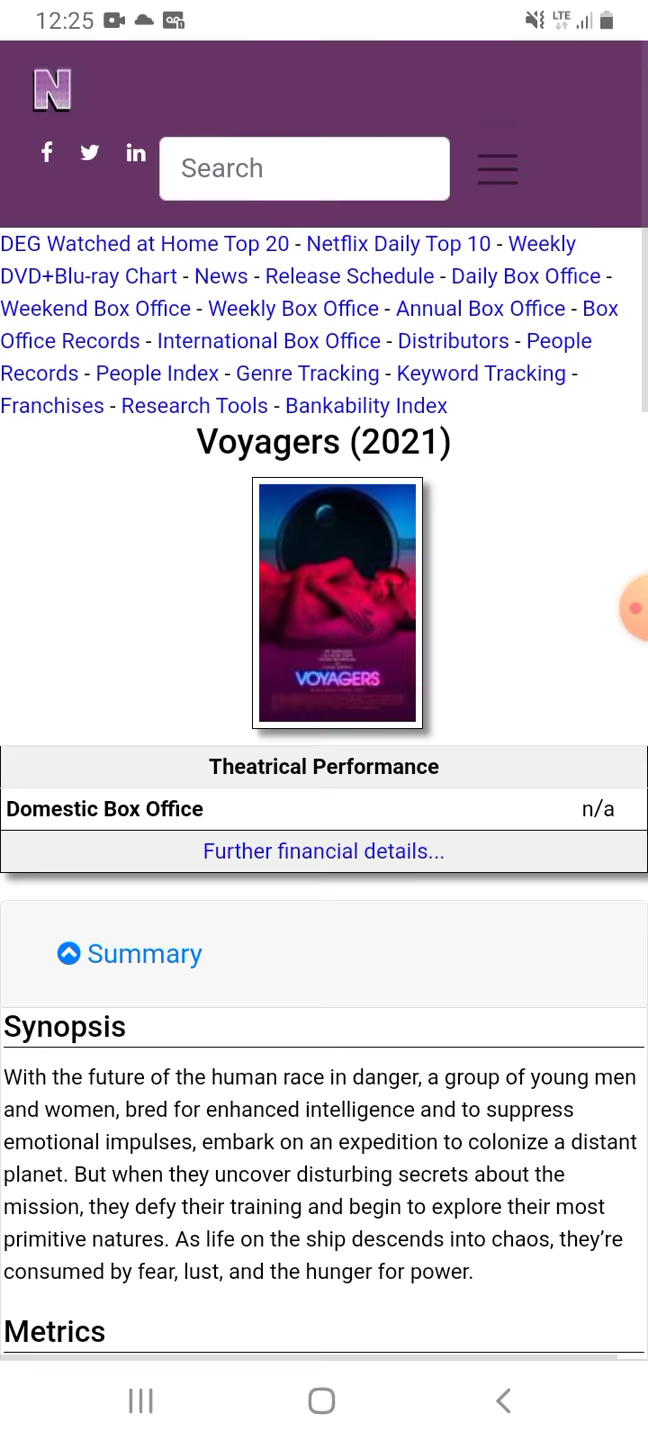 12:25
LTE
N
Search
DEG Watched at Home Top 20 - Netflix Daily Top 10 - Weekly
DVD+Blu-ray Chart - News - Release Schedule - Daily Box Office -
Weekend Box Office - Weekly Box Office - Annual Box Office - Box
Office Records - International Box Office - Distributors - People
Records - People Index - Genre Tracking - Keyword Tracking -
Franchises - Research Tools - Bankability Index
Voyagers (2021)
VOYAGERS
Theatrical Performance
Domestic Box Office n/a
Further financial details...
Summary
Synopsis
With the future of the human race in danger, a group of young men
and women, bred for enhanced intelligence and to suppress
emotional impulses, embark on an expedition to colonize a distant
planet. But when they uncover disturbing secrets about the
mission, they defy their training and begin to explore their most
primitive natures. As life on the ship descends into chaos, they’re
consumed by fear, lust, and the hunger for power.
Metrics